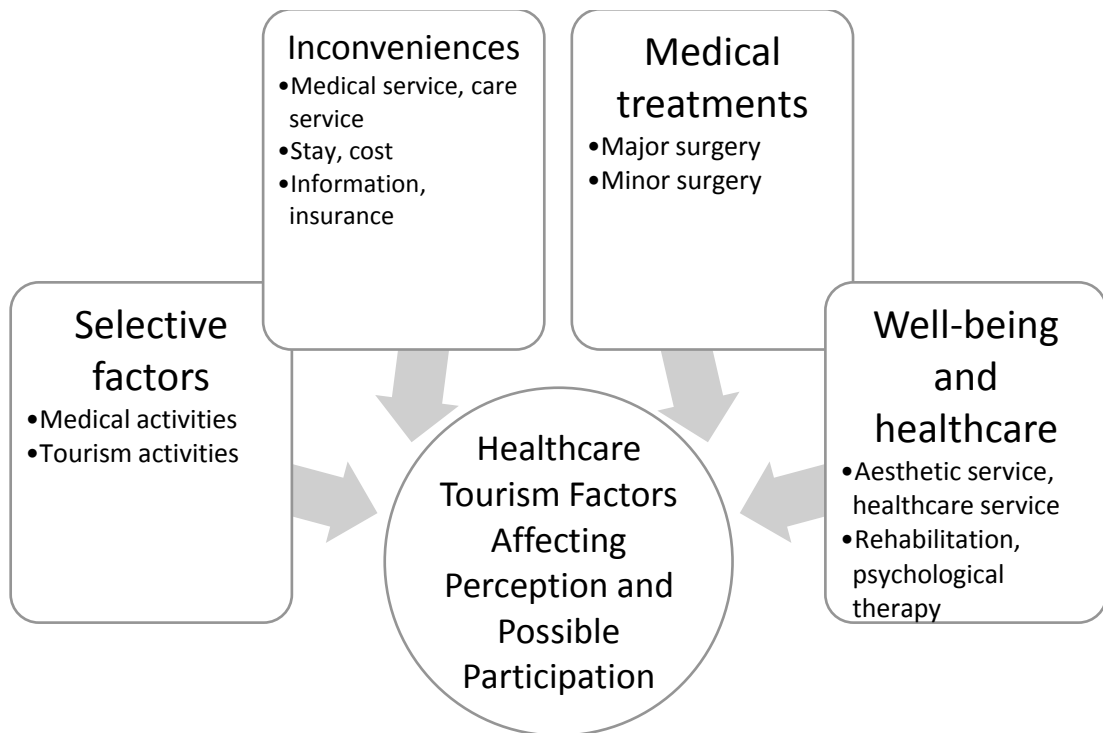 Inconveniences
•Medical service, care
service
•Stay, cost
•Information,
insurance
Medical
treatments
•Major surgery
•Minor surgery
Selective
factors
•Medical activities
•Tourism activities
Well-being
and
healthcare
•Aesthetic service,
healthcare service
•Rehabilitation,
psychological
therapy
Healthcare
Tourism Factors
Affecting
Perception and
Possible
Participation